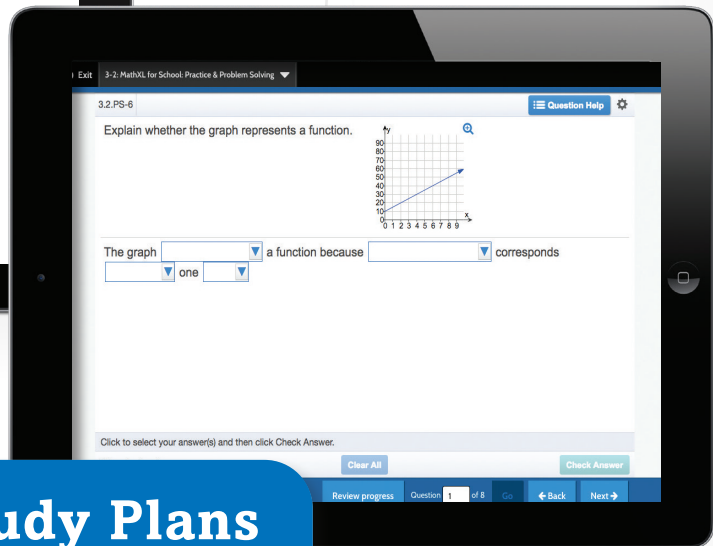 Exit 3-2: MathXL for School: Practice & Problem Solving
3.2.PS-6 Question Help
Explain whether the graph represents a function.
y
90
80
70
60
50
40
30
20
10
0
x
0 1 2 3 4 5 6 7 8 9
The graph a function because corresponds
one
Click to select your answer(s) and then click Check Answer.
Clear All Check Answer
Review progress Question 1 of 8 Go Back Next
udy Plans